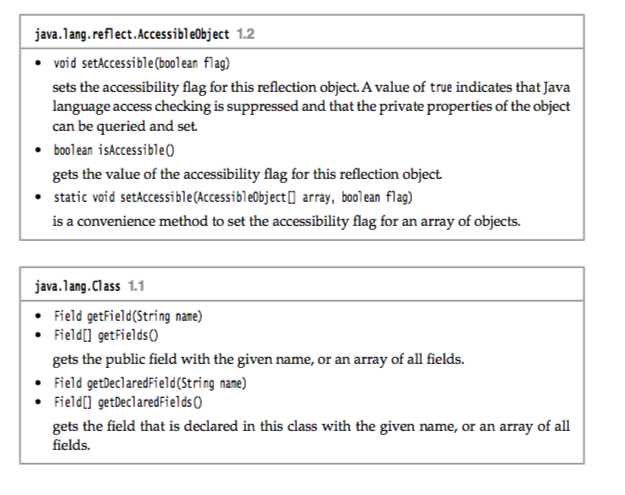 java.lang.reflect.AccessibleObject 1.2
• void setAccessible(boolean flag)
sets the accessibility flag for this reflection object. A value of true indicates that Java
language access checking is suppressed and that the private properties of the object
can be queried and set.
• boolean isAccessible()
gets the value of the accessibility flag for this reflection object.
• static void setAccessible(AccessibleObject[] array, boolean flag)
is a convenience method to set the accessibility flag for an array of objects.
java.lang.Class 1.1
• Field getField(String name)
• Field[] getFields()
gets the public field with the given name, or an array of all fields.
• Field getDeclaredField(String name)
• Field[] getDeclaredFields()
gets the field that is declared in this class with the given name, or an array of all
fields.